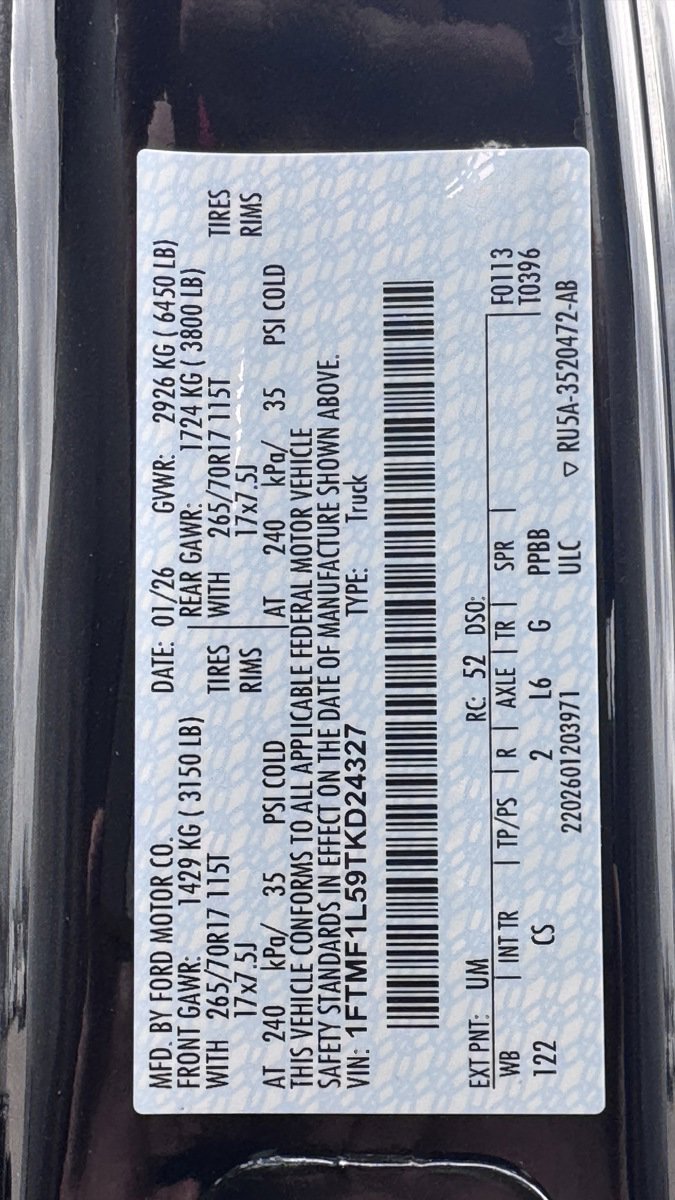 MFD. BY FORD MOTOR CO. DATE: 01/26 GVWR: 2926 KG ( 6450 LB)
FRONT GAWR: 1429 KG ( 3150 LB) REAR GAWR: 1724 KG ( 3800 LB)
WITH 265/70R17 115T TIRES WITH 265/70R17 115T TIRES
17x7.5J RIMS 17x7.5J RIMS
AT 240 kPa/ 35 PSI COLD AT 240 kPa/ 35 PSI COLD
THIS VEHICLE CONFORMS TO ALL APPLICABLE FEDERAL MOTOR VEHICLE
SAFETY STANDARDS IN EFFECT ON THE DATE OF MANUFACTURE SHOWN ABOVE.
VIN: 1FTMF1L59TKD24327 TYPE: Truck
EXT PNT: UM RC: 52 DSO:
WB INT TR TP/PS R AXLE TR SPR F0113
T0396
122 CS 2 L6 G PPBB
ULC
2202601203971 ▽ RU5A-3520472-AB